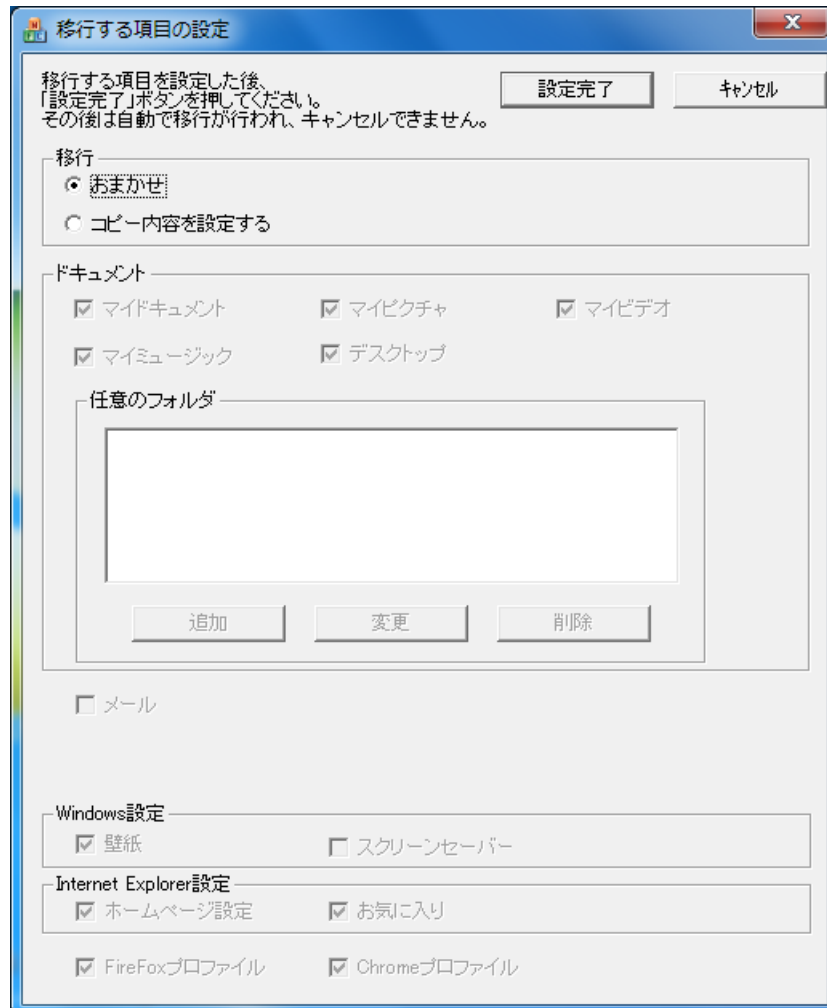 移行する項目の設定
移行する項目を設定した後、
「設定完了」ボタンを押してください。
その後は自動で移行が行われ、キャンセルできません。
設定完了
ｷｬﾝｾﾙ
移行
おまかせ
コピー内容を設定する
ドキュメント
マイドキュメント
マイピクチャ
マイビデオ
マイミュージック
デスクトップ
任意のフォルダ
追加
変更
削除
メール
Windows設定
壁紙
スクリーンセーバー
Internet Explorer設定
ホームページ設定
お気に入り
FireFoxプロファイル
Chromeプロファイル